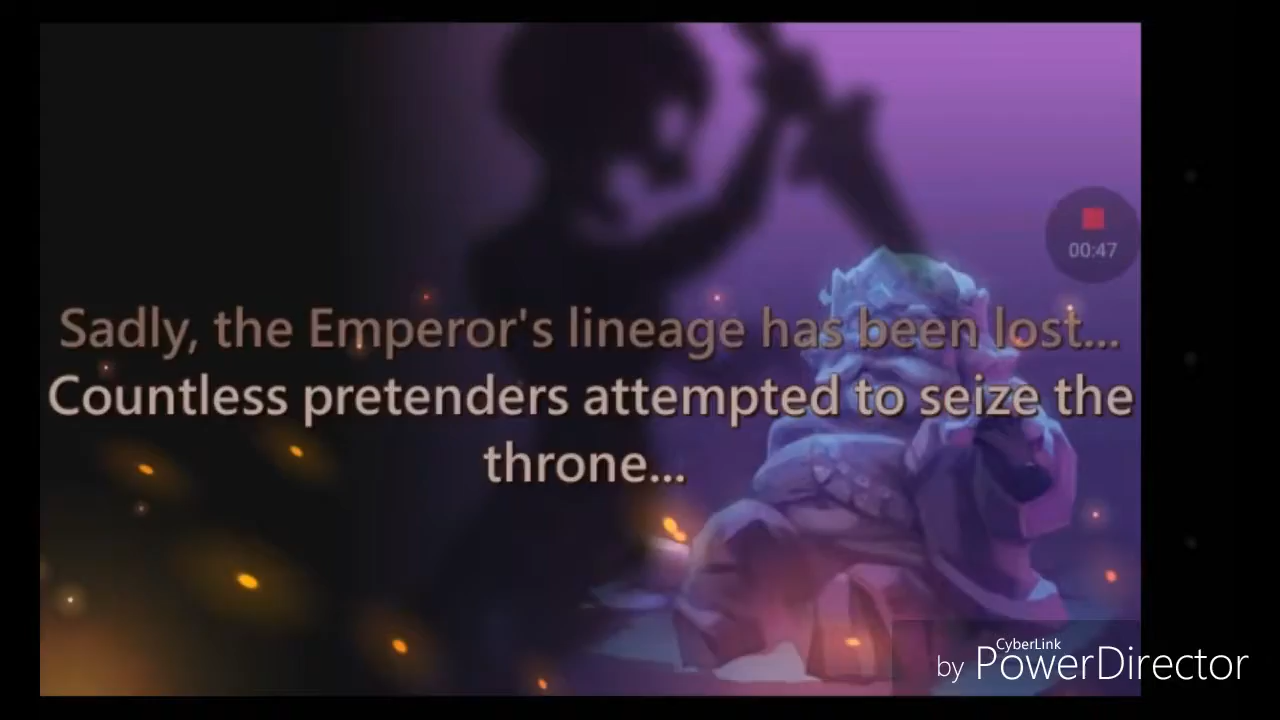 00:47
Sadly, the Emperor's lineage has been lost...
Countless pretenders attempted to seize the
throne...
CyberLink
by PowerDirector